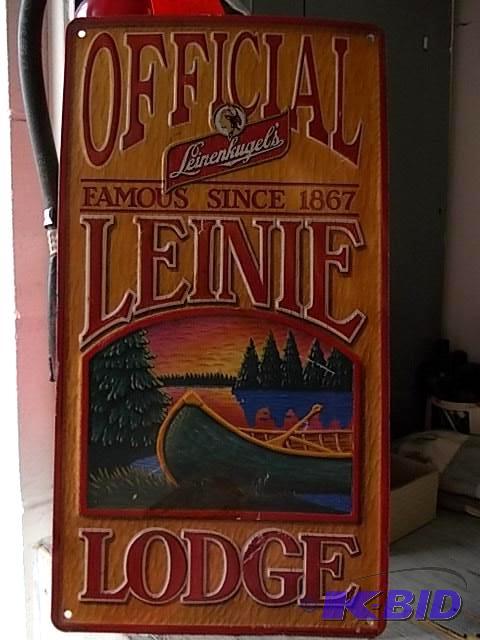 OFFICIAL
Leinenkugel's
FAMOUS SINCE 1867
LEINIE
LODGE
K-BID